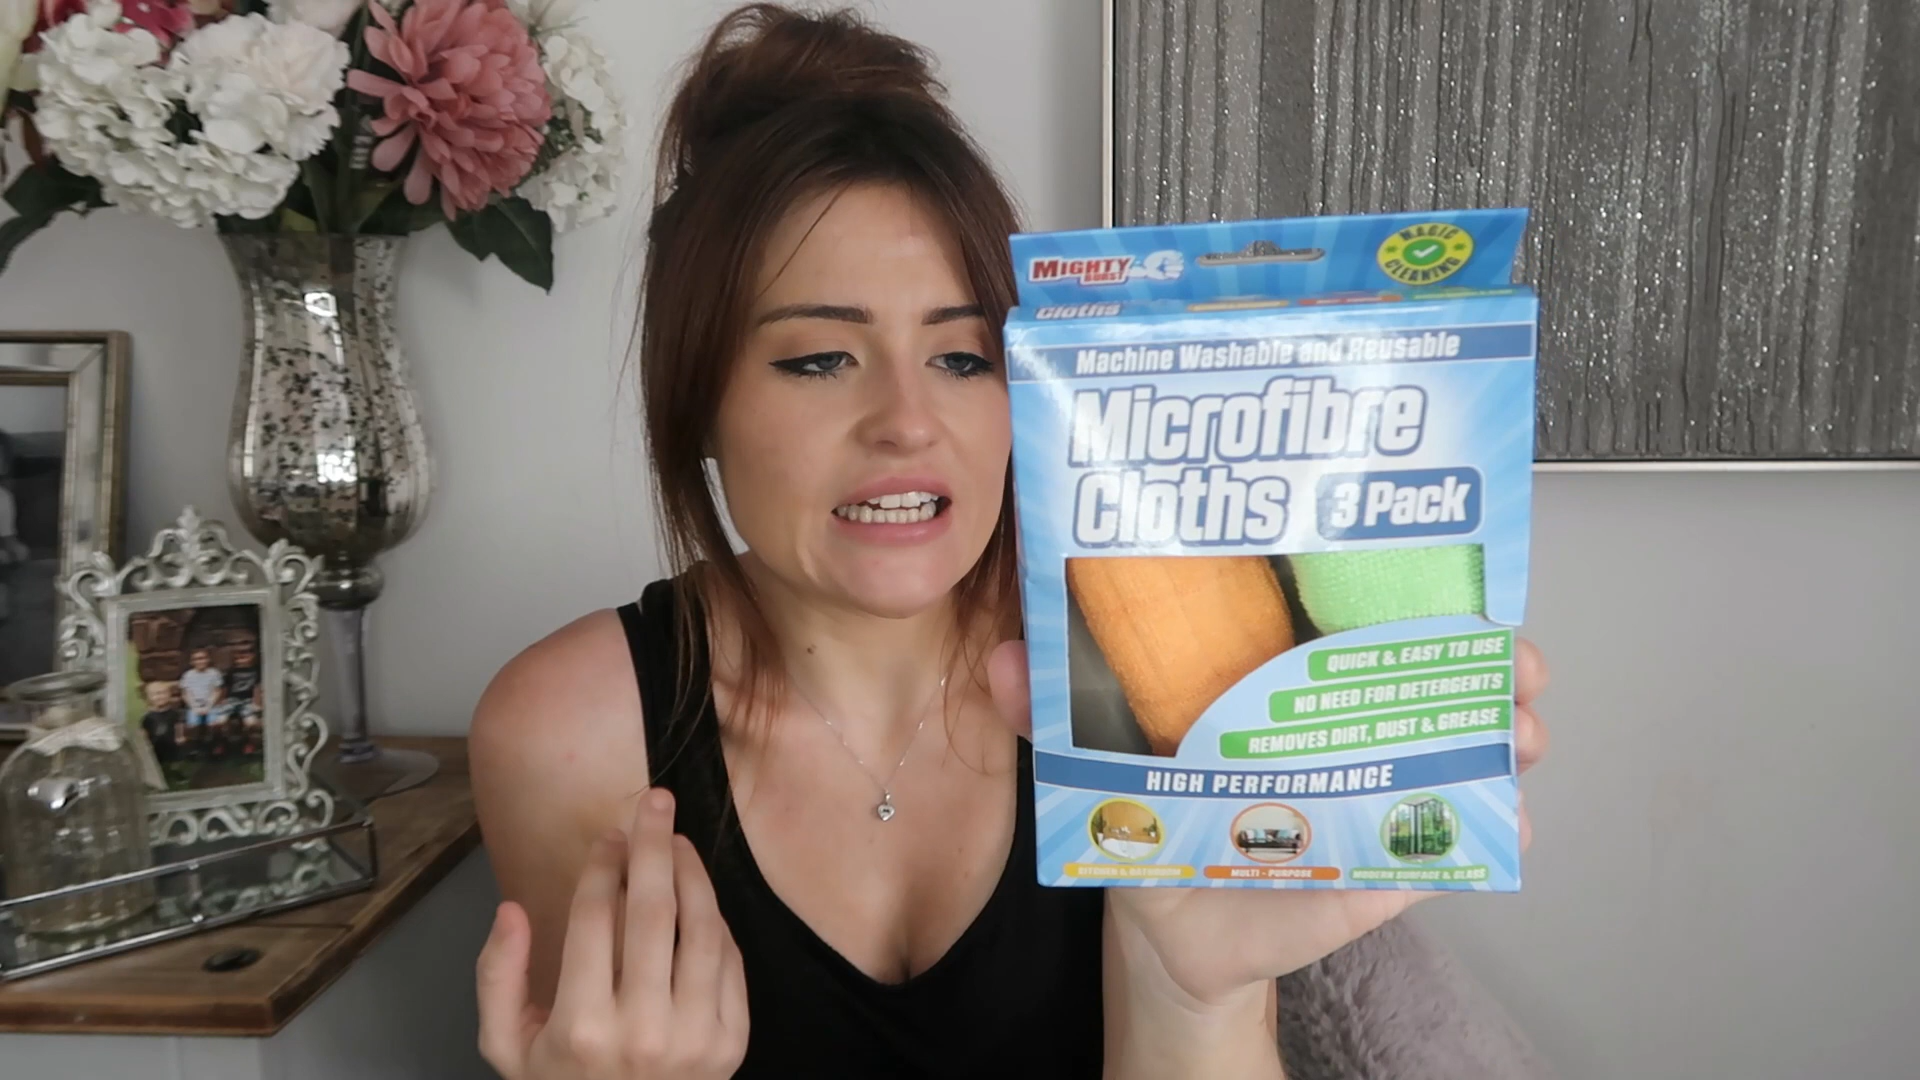 MIGHTY
BURST
MAGIC
CLEANING
Cloths
Machine Washable and Reusable
Microfibre
Cloths 3 Pack
QUICK & EASY TO USE
NO NEED FOR DETERGENTS
REMOVES DIRT, DUST & GREASE
HIGH PERFORMANCE
KITCHEN & BATHROOM
MULTI - PURPOSE
MODERN SURFACE & GLASS